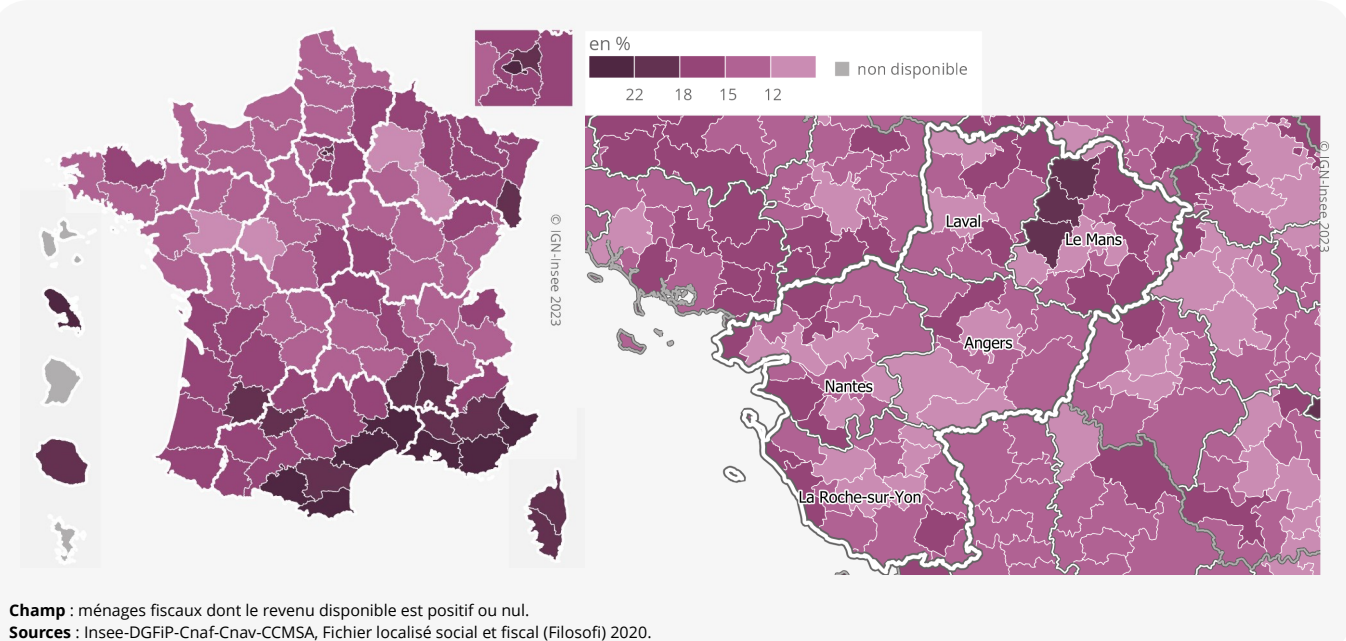 en %
22 18 15 12
non disponible
© IGN-Insee 2023
© IGN-Insee 2023
Laval
Le Mans
Angers
Nantes
La Roche-sur-Yon
Champ : ménages fiscaux dont le revenu disponible est positif ou nul.
Sources : Insee-DGFiP-Cnaf-Cnav-CCMSA, Fichier localisé social et fiscal (Filosofi) 2020.